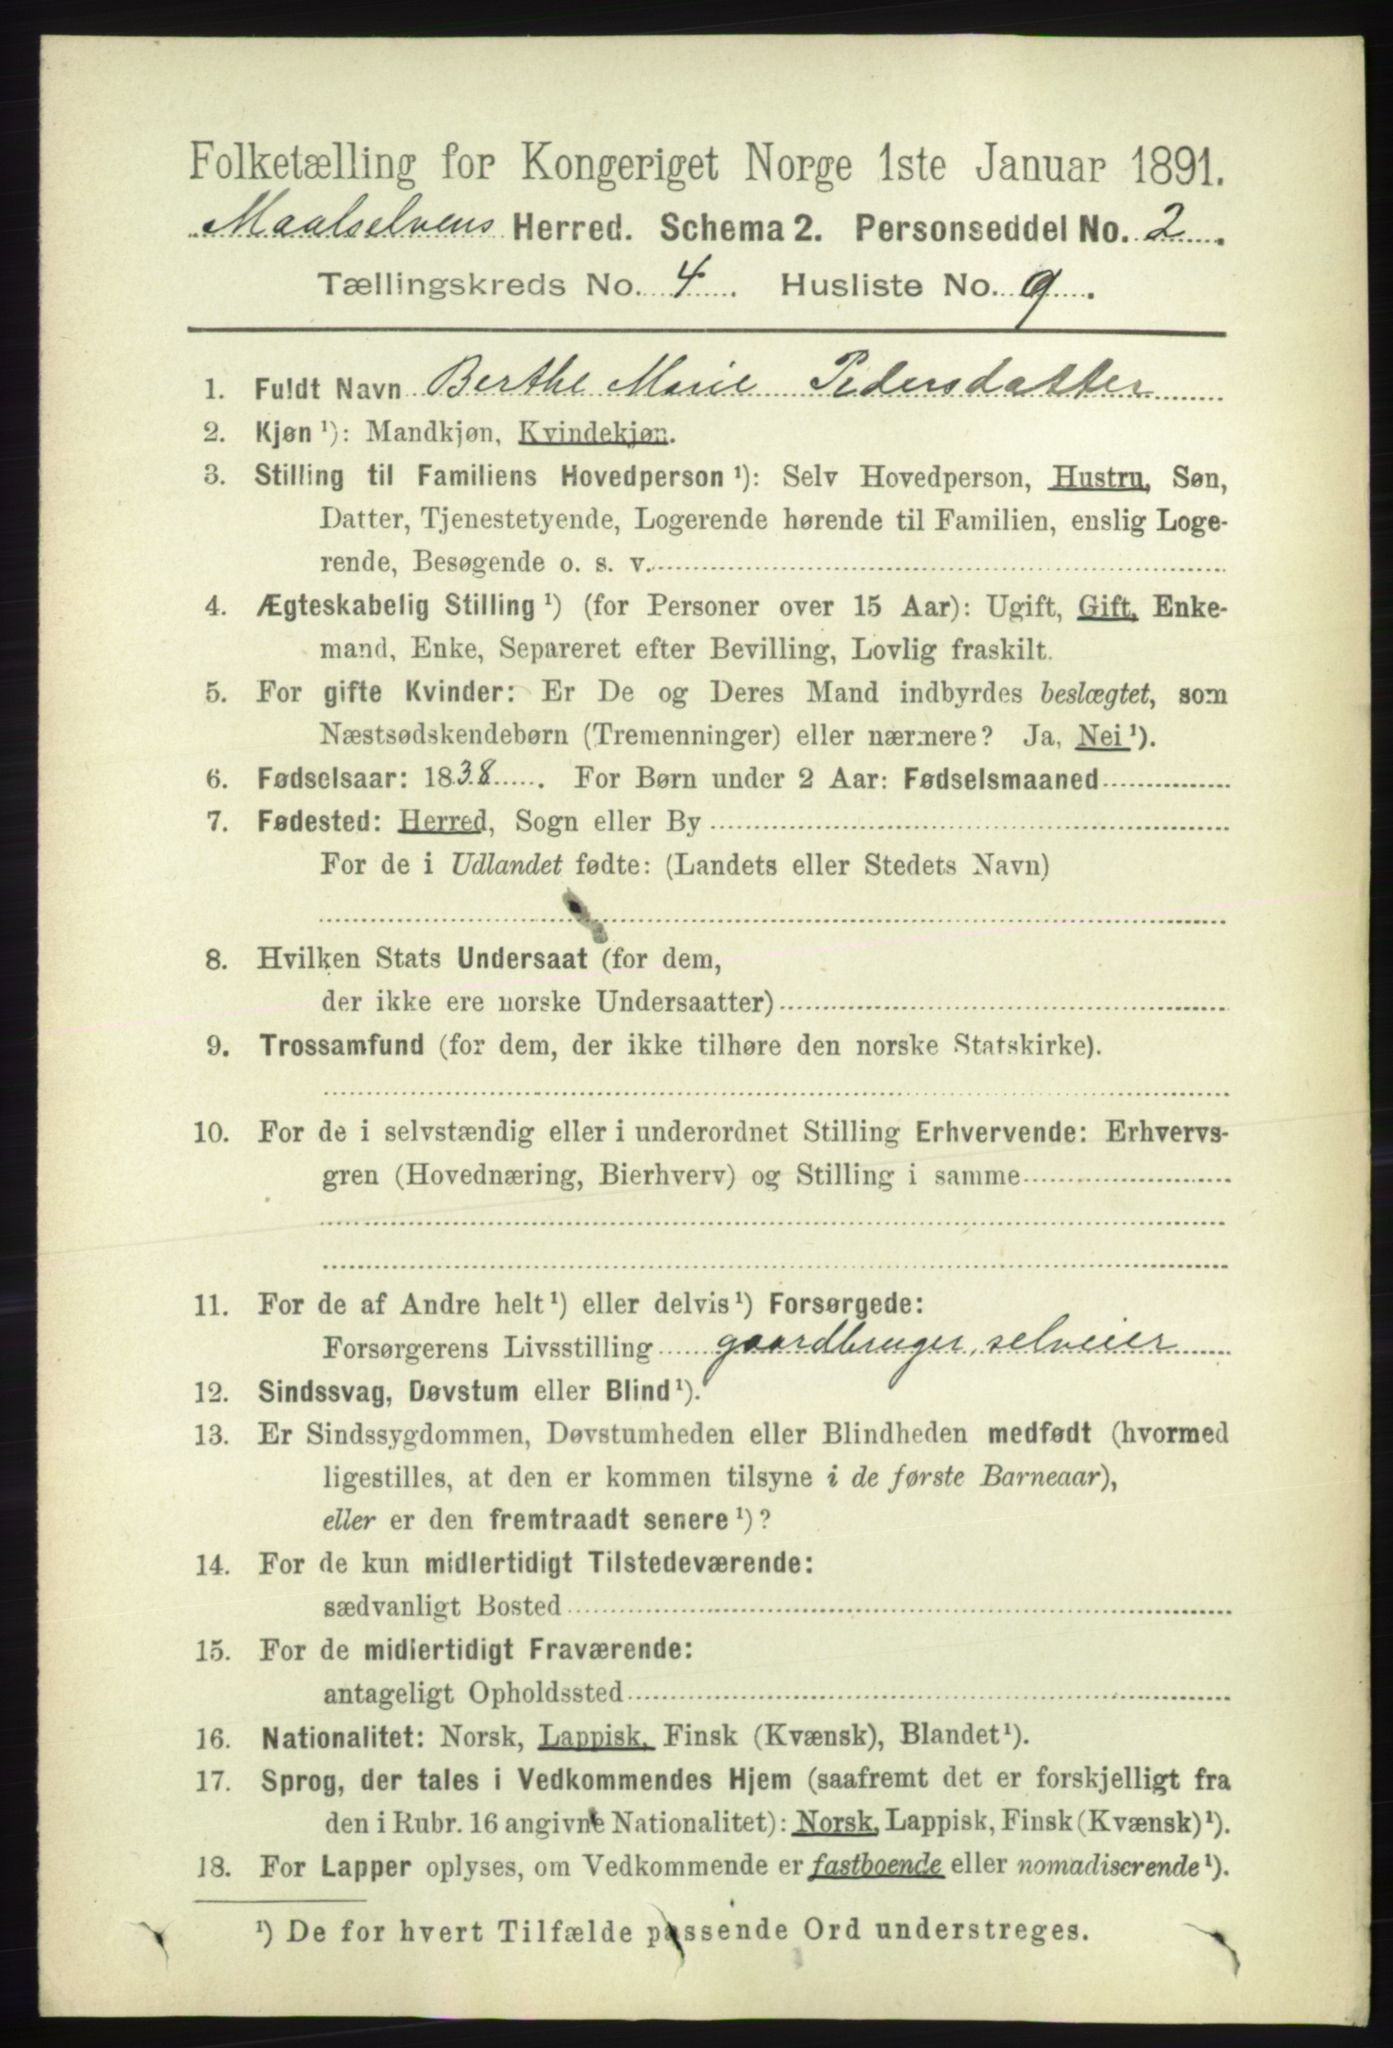 Folketælling for Kongeriget Norge 1ste Januar 1891.
Maalselvens Herred. Schema 2. Personseddel No. 2.
Tællingskreds No. 4. Husliste No. 9.
1. Fuldt Navn Berthe Marie Pedersdatter
2. Kjøn ¹): Mandkjøn, Kvindekjøn.
3. Stilling til Familiens Hovedperson ¹): Selv Hovedperson, Hustru, Søn,
Datter, Tjenestetyende, Logerende hørende til Familien, enslig Loge-
rende, Besøgende o. s. v.
4. Ægteskabelig Stilling ¹) (for Personer over 15 Aar): Ugift, Gift, Enke-
mand, Enke, Separeret efter Bevilling, Lovlig fraskilt.
5. For gifte Kvinder: Er De og Deres Mand indbyrdes beslægtet, som
Næstsødskendebørn (Tremenninger) eller nærmere? Ja, Nei ¹).
6. Fødselsaar: 1838. For Børn under 2 Aar: Fødselsmaaned
7. Fødested: Herred, Sogn eller By
For de i Udlandet fødte: (Landets eller Stedets Navn)
8. Hvilken Stats Undersaat (for dem,
der ikke ere norske Undersaatter)
9. Trossamfund (for dem, der ikke tilhøre den norske Statskirke).
10. For de i selvstændig eller i underordnet Stilling Erhvervende: Erhvervs-
gren (Hovednæring, Bierhverv) og Stilling i samme
11. For de af Andre helt ¹) eller delvis ¹) Forsørgede:
Forsørgerens Livsstilling gaardbruger, selveier
12. Sindssvag, Døvstum eller Blind ¹).
13. Er Sindssygdommen, Døvstumheden eller Blindheden medfødt (hvormed
ligestilles, at den er kommen tilsyne i de første Barneaar),
eller er den fremtraadt senere ¹)?
14. For de kun midlertidigt Tilstedeværende:
sædvanligt Bosted
15. For de midlertidigt Fraværende:
antageligt Opholdssted
16. Nationalitet: Norsk, Lappisk, Finsk (Kvænsk), Blandet ¹).
17. Sprog, der tales i Vedkommendes Hjem (saafremt det er forskjelligt fra
den i Rubr. 16 angivne Nationalitet): Norsk, Lappisk, Finsk (Kvænsk) ¹).
18. For Lapper oplyses, om Vedkommende er fastboende eller nomadiserende ¹).
¹) De for hvert Tilfælde passende Ord understreges.